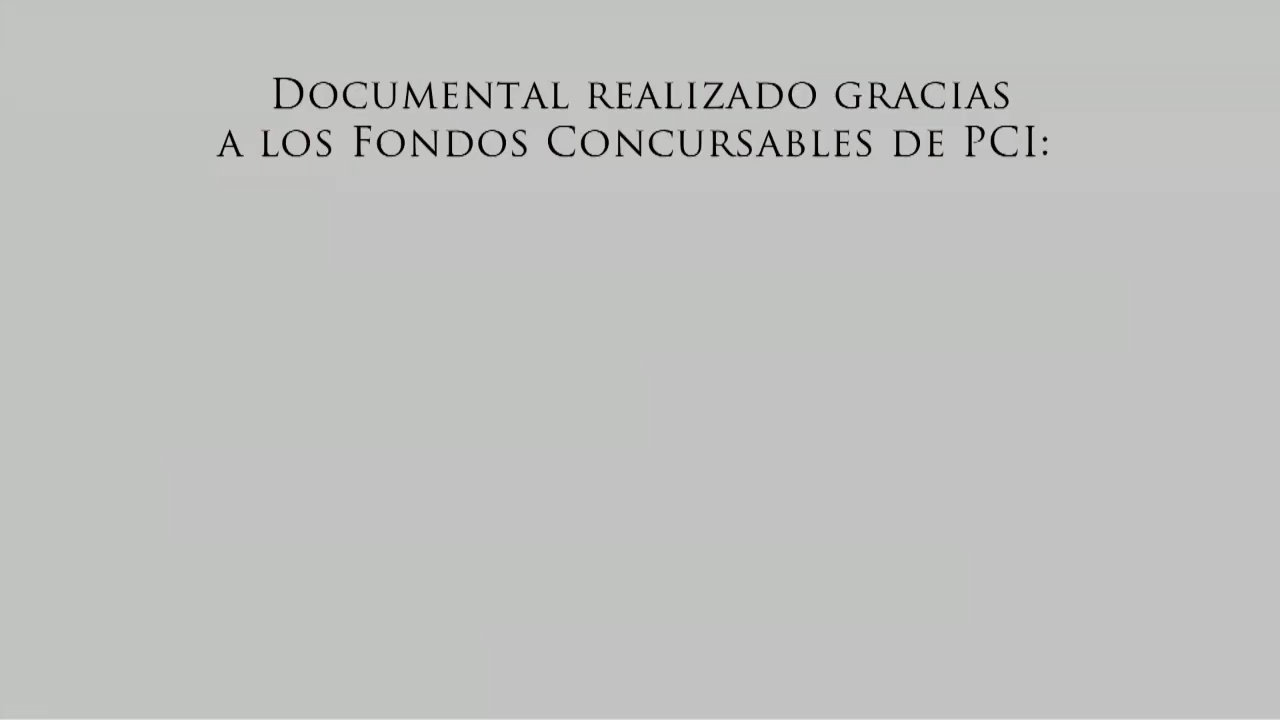 Documental realizado gracias
a los Fondos Concursables de PCI: